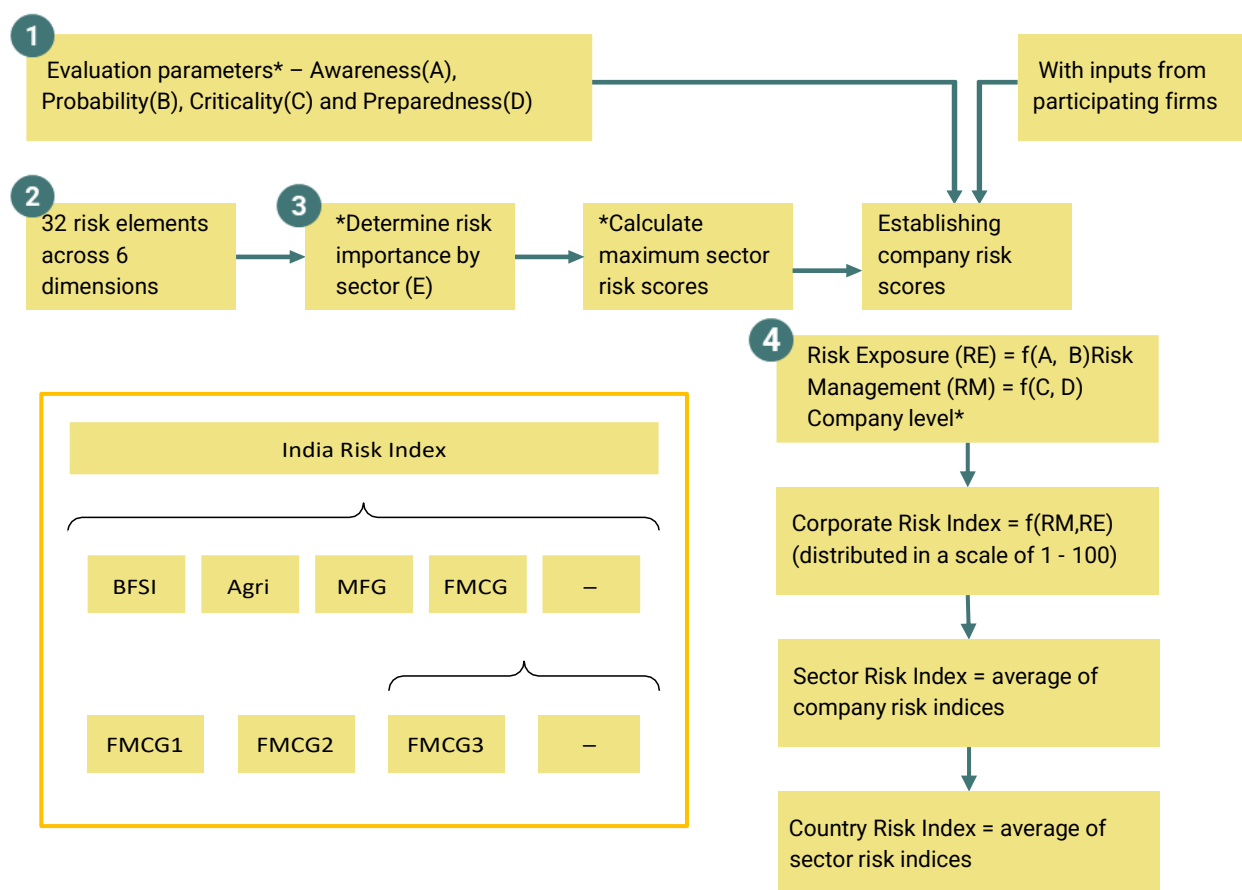 1
Evaluation parameters* – Awareness(A),
Probability(B), Criticality(C) and Preparedness(D)
With inputs from
participating firms
2
32 risk elements
across 6
dimensions
3
*Determine risk
importance by
sector (E)
*Calculate
maximum sector
risk scores
Establishing
company risk
scores
4
Risk Exposure (RE) = f(A, B)Risk
Management (RM) = f(C, D)
Company level*
Corporate Risk Index = f(RM,RE)
(distributed in a scale of 1 - 100)
Sector Risk Index = average of
company risk indices
Country Risk Index = average of
sector risk indices
India Risk Index
BFSI
Agri
MFG
FMCG
–
FMCG1
FMCG2
FMCG3
–